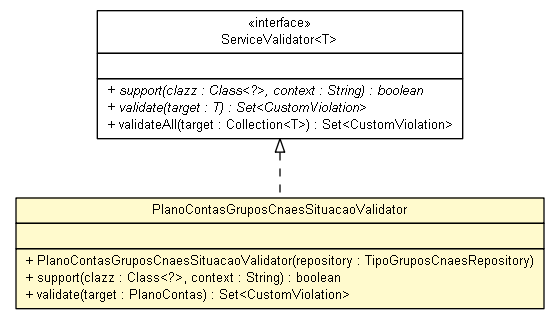 «interface»
ServiceValidator<T>
+ support(clazz : Class<?>, context : String) : boolean
+ validate(target : T) : Set<CustomViolation>
+ validateAll(target : Collection<T>) : Set<CustomViolation>
PlanoContasGruposCnaesSituacaoValidator
+ PlanoContasGruposCnaesSituacaoValidator(repository : TipoGruposCnaesRepository)
+ support(clazz : Class<?>, context : String) : boolean
+ validate(target : PlanoContas) : Set<CustomViolation>